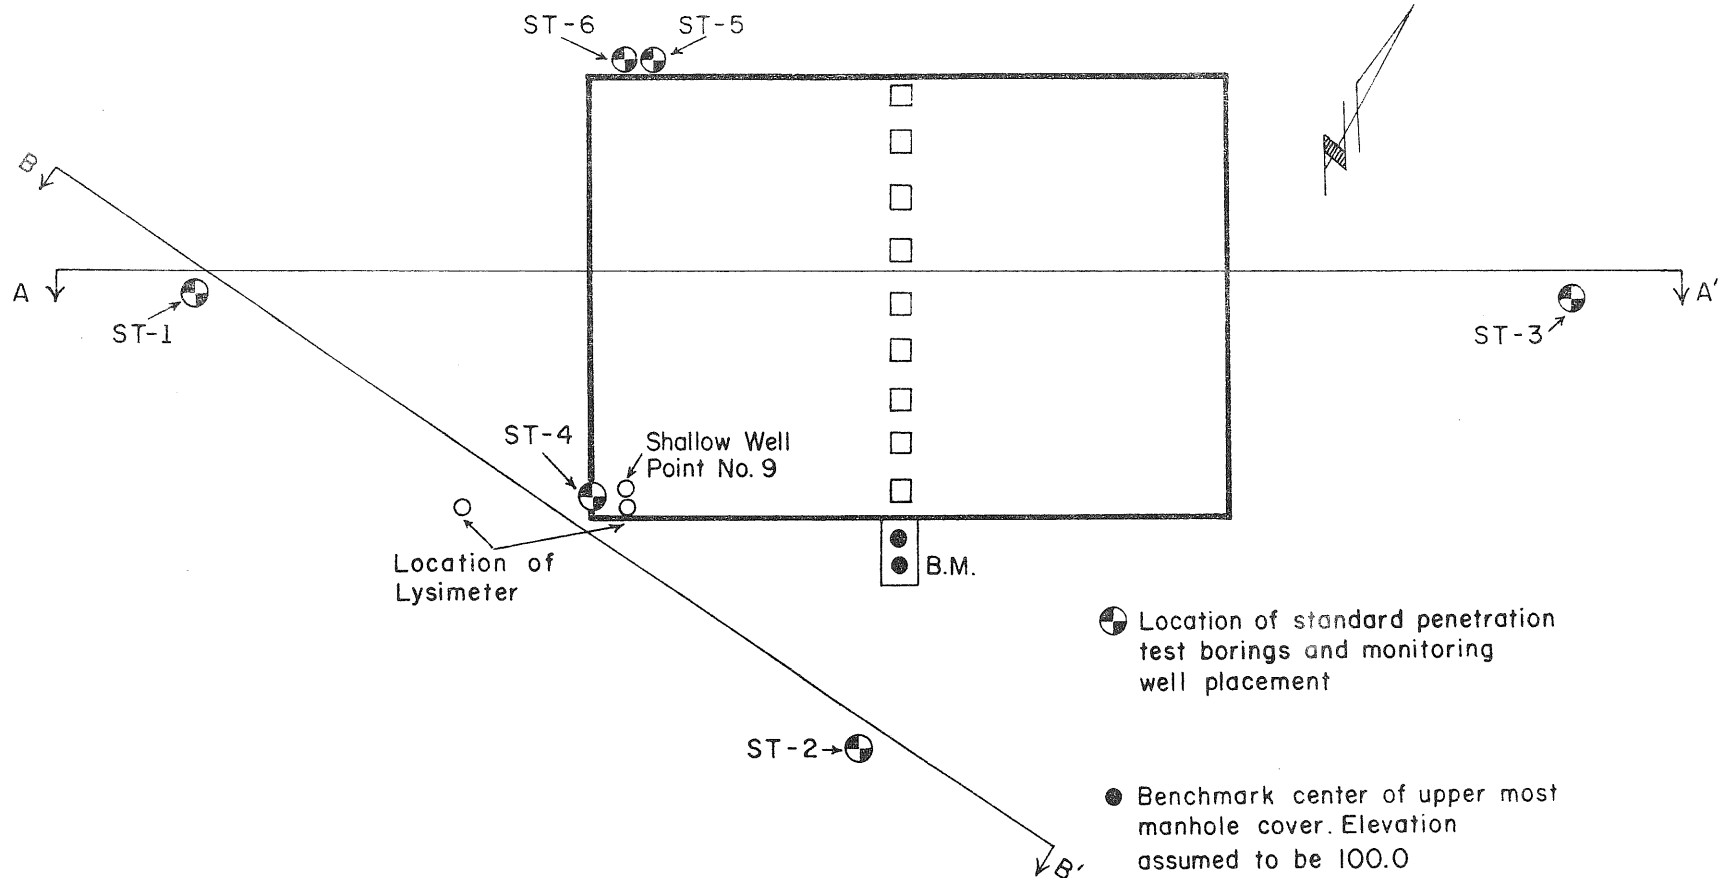 ST-6
ST-5
B
A
A'
ST-1
ST-3
ST-4
Shallow Well
Point No. 9
Location of
Lysimeter
B.M.
Location of standard penetration
test borings and monitoring
well placement
ST-2
Benchmark center of upper most
manhole cover. Elevation
assumed to be 100.0
B'